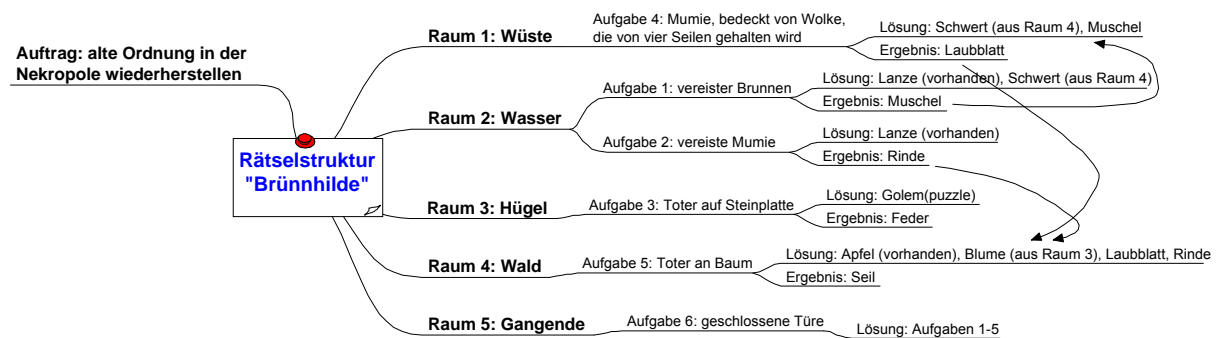 Auftrag: alte Ordnung in der
Nekropole wiederherstellen
Rätselstruktur
"Brünnhilde"
Raum 1: Wüste
Aufgabe 4: Mumie, bedeckt von Wolke,
die von vier Seilen gehalten wird
Lösung: Schwert (aus Raum 4), Muschel
Ergebnis: Laubblatt
Raum 2: Wasser
Aufgabe 1: vereister Brunnen
Lösung: Lanze (vorhanden), Schwert (aus Raum 4)
Ergebnis: Muschel
Aufgabe 2: vereiste Mumie
Lösung: Lanze (vorhanden)
Ergebnis: Rinde
Raum 3: Hügel
Aufgabe 3: Toter auf Steinplatte
Lösung: Golem(puzzle)
Ergebnis: Feder
Raum 4: Wald
Aufgabe 5: Toter an Baum
Lösung: Apfel (vorhanden), Blume (aus Raum 3), Laubblatt, Rinde
Ergebnis: Seil
Raum 5: Gangende
Aufgabe 6: geschlossene Türe
Lösung: Aufgaben 1-5